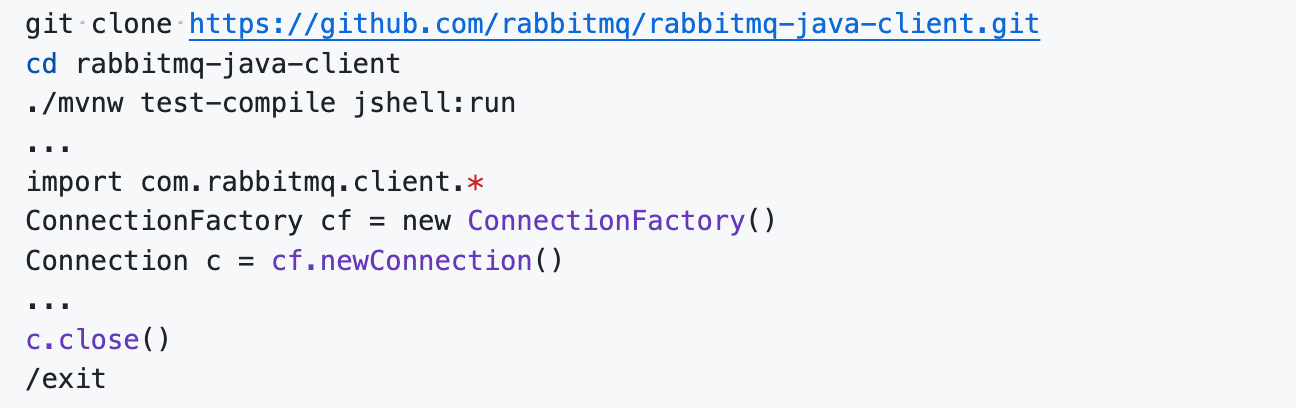 git clone https://github.com/rabbitmq/rabbitmq-java-client.git
cd rabbitmq-java-client
./mvnw test-compile jshell:run
...
import com.rabbitmq.client.*
ConnectionFactory cf = new ConnectionFactory()
Connection c = cf.newConnection()
...
c.close()
/exit